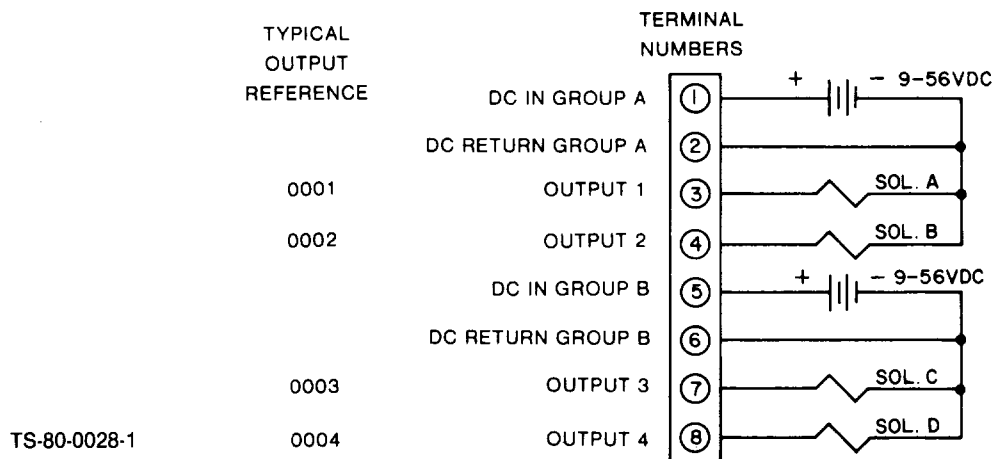 TYPICAL
OUTPUT
REFERENCE
TERMINAL
NUMBERS
DC IN GROUP A 1 + - 9-56VDC
DC RETURN GROUP A 2
0001 OUTPUT 1 3 SOL. A
0002 OUTPUT 2 4 SOL. B
DC IN GROUP B 5 + - 9-56VDC
DC RETURN GROUP B 6
0003 OUTPUT 3 7 SOL. C
TS-80-0028-1 0004 OUTPUT 4 8 SOL. D